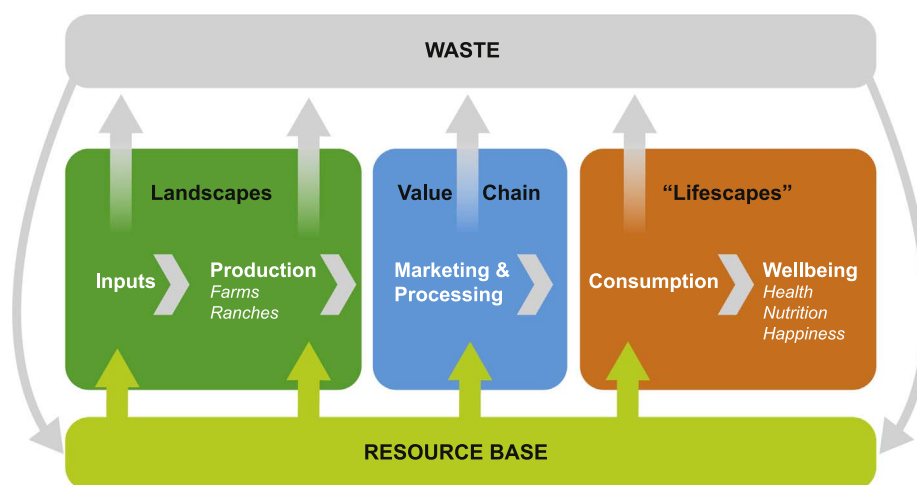 WASTE
Landscapes
Inputs
Production
Farms
Ranches
Value Chain
Marketing &
Processing
“Lifescapes”
Consumption
Wellbeing
Health
Nutrition
Happiness
RESOURCE BASE